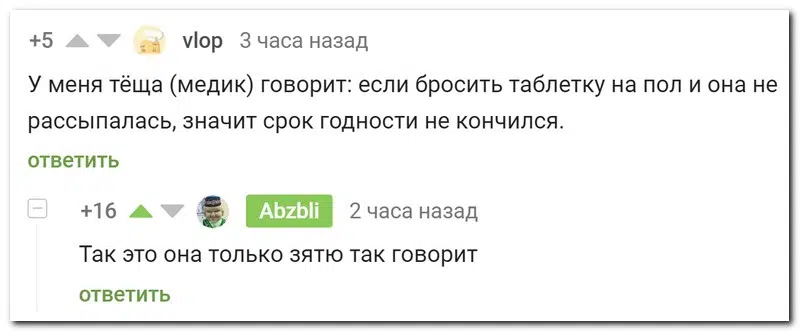 +5 vlop 3 часа назад
У меня тёща (медик) говорит: если бросить таблетку на пол и она не
рассыпалась, значит срок годности не кончился.
ответить
+16 Abzbli 2 часа назад
Так это она только зятю так говорит
ответить